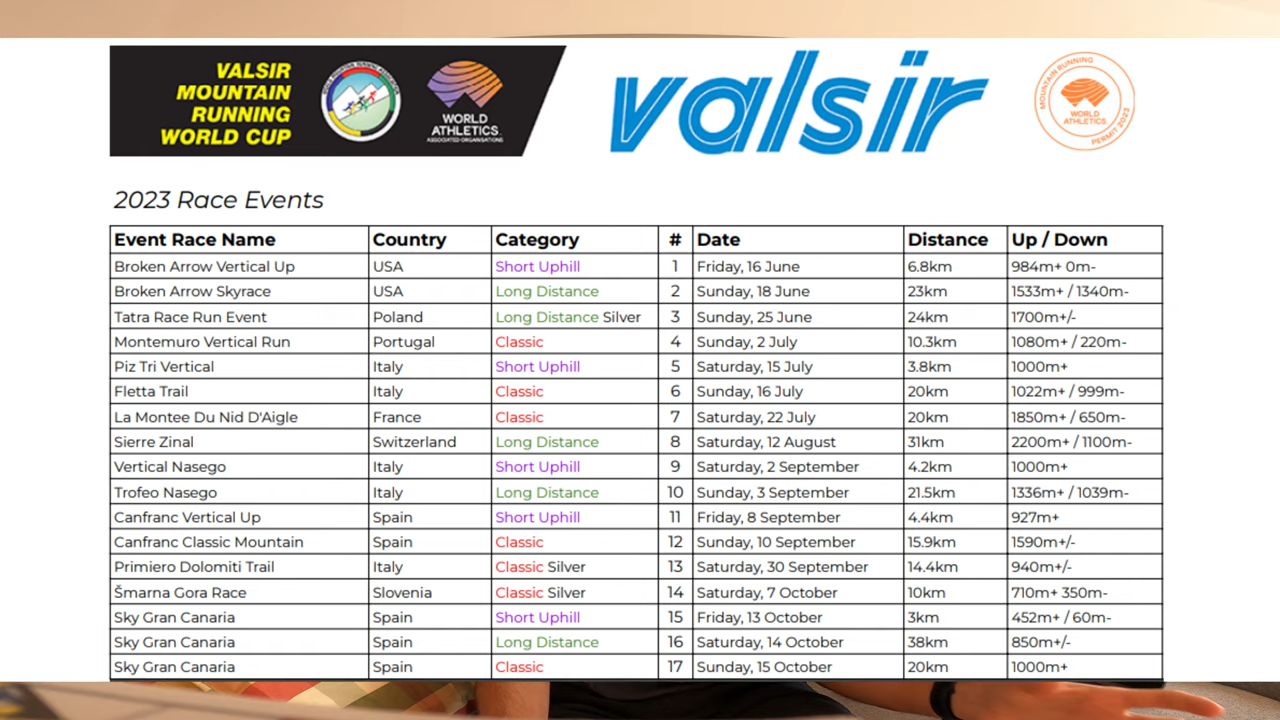 VALSIR
MOUNTAIN
RUNNING
WORLD CUP
WORLD
ATHLETICS
ASSOCIATED ORGANISATIONS
valsir
MOUNTAIN RUNNING
WORLD
ATHLETICS
PERMIT 2023
2023 Race Events
Event Race Name Country Category # Date Distance Up / Down
Broken Arrow Vertical Up USA Short Uphill 1 Friday, 16 June 6.8km 984m+ 0m-
Broken Arrow Skyrace USA Long Distance 2 Sunday, 18 June 23km 1533m+ / 1340m-
Tatra Race Run Event Poland Long Distance Silver 3 Sunday, 25 June 24km 1700m+/-
Montemuro Vertical Run Portugal Classic 4 Sunday, 2 July 10.3km 1080m+ / 220m-
Piz Tri Vertical Italy Short Uphill 5 Saturday, 15 July 3.8km 1000m+
Fletta Trail Italy Classic 6 Sunday, 16 July 20km 1022m+ / 999m-
La Montee Du Nid D'Aigle France Classic 7 Saturday, 22 July 20km 1850m+ / 650m-
Sierre Zinal Switzerland Long Distance 8 Saturday, 12 August 31km 2200m+ / 1100m-
Vertical Nasego Italy Short Uphill 9 Saturday, 2 September 4.2km 1000m+
Trofeo Nasego Italy Long Distance 10 Sunday, 3 September 21.5km 1336m+ / 1039m-
Canfranc Vertical Up Spain Short Uphill 11 Friday, 8 September 4.4km 927m+
Canfranc Classic Mountain Spain Classic 12 Sunday, 10 September 15.9km 1590m+/-
Primiero Dolomiti Trail Italy Classic Silver 13 Saturday, 30 September 14.4km 940m+/-
Šmarna Gora Race Slovenia Classic Silver 14 Saturday, 7 October 10km 710m+ 350m-
Sky Gran Canaria Spain Short Uphill 15 Friday, 13 October 3km 452m+ / 60m-
Sky Gran Canaria Spain Long Distance 16 Saturday, 14 October 38km 850m+/-
Sky Gran Canaria Spain Classic 17 Sunday, 15 October 20km 1000m+